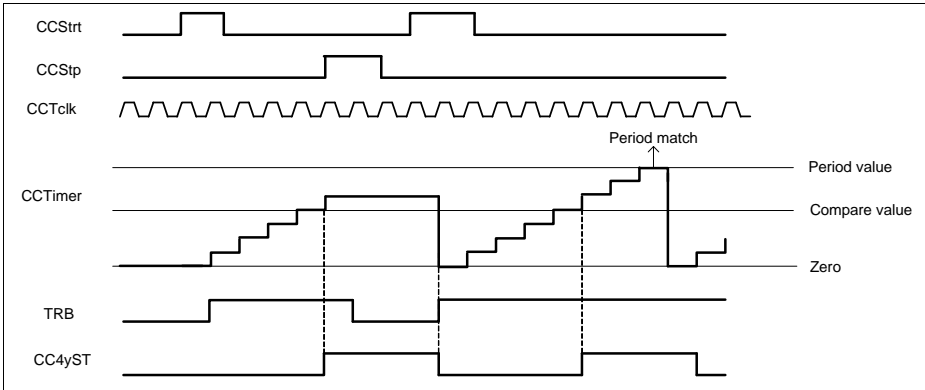 CCStrt
CCStp
CCTclk
Period match
Period value
CCTimer
Compare value
Zero
TRB
CC4yST